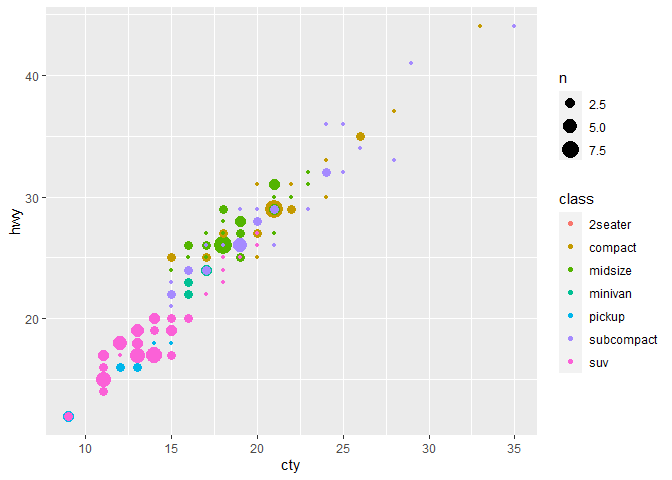 hwy
40
30
20
10
15
20
25
30
35
cty
n
2.5
5.0
7.5
class
2seater
compact
midsize
minivan
pickup
subcompact
suv